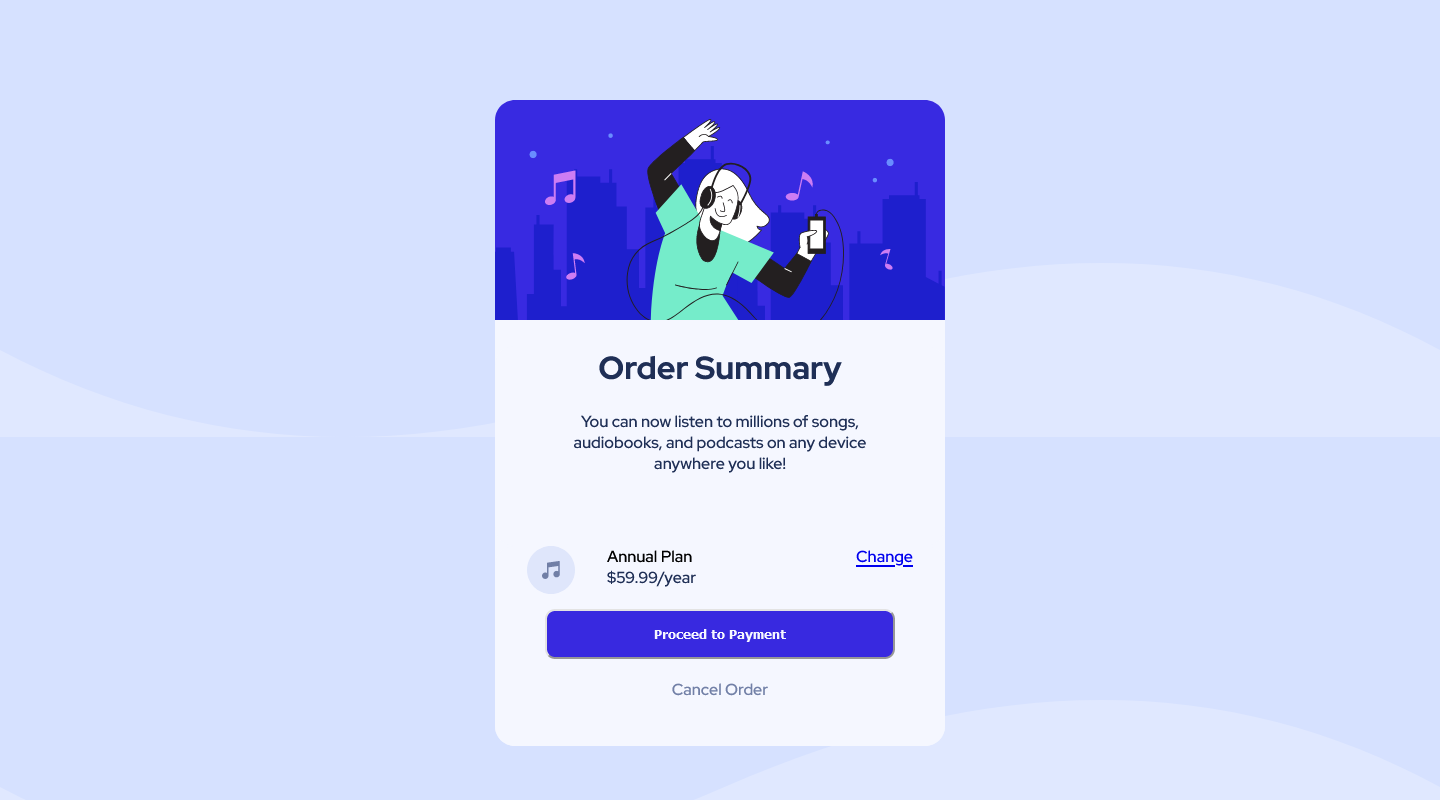 Order Summary
You can now listen to millions of songs,
audiobooks, and podcasts on any device
anywhere you like!
Annual Plan
Change
$59.99/year
Proceed to Payment
Cancel Order